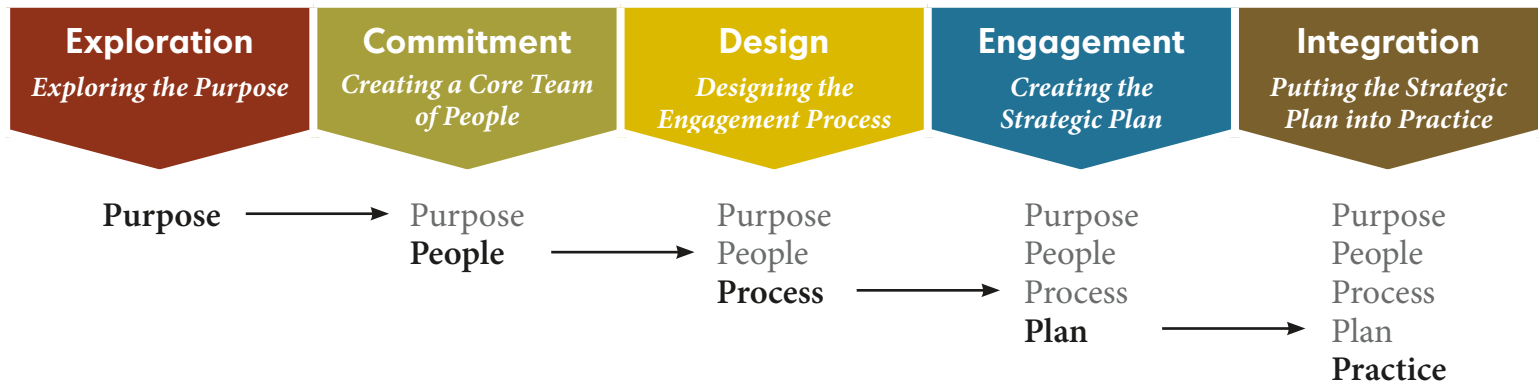 Exploration
Exploring the Purpose
Commitment
Creating a Core Team
of People
Design
Designing the
Engagement Process
Engagement
Creating the
Strategic Plan
Integration
Putting the Strategic
Plan into Practice
Purpose
Purpose
People
Purpose
People
Process
Purpose
People
Process
Plan
Purpose
People
Process
Plan
Practice